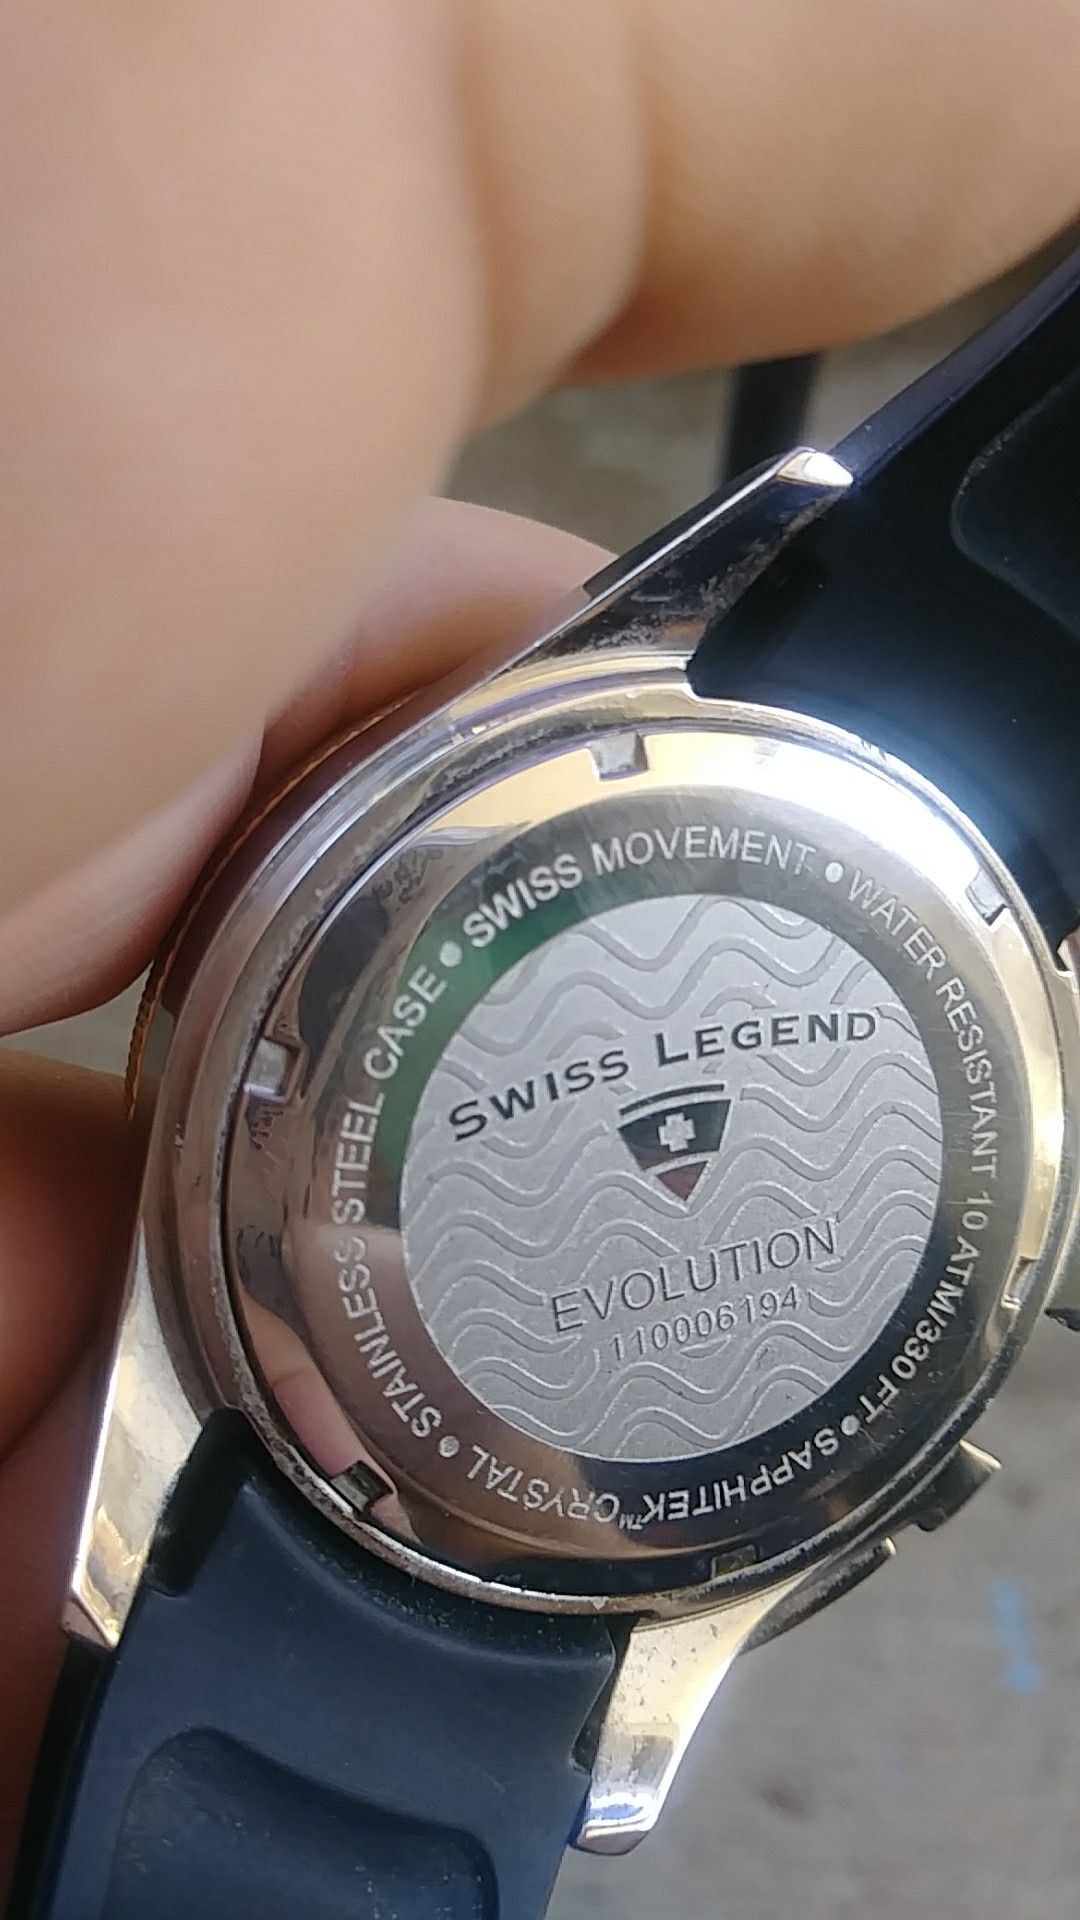 SWISS MOVEMENT • WATER RESISTANT 10 ATM/330 FT • SAPPHITEK™ CRYSTAL • STAINLESS STEEL CASE •
SWISS LEGEND
EVOLUTION
110006194